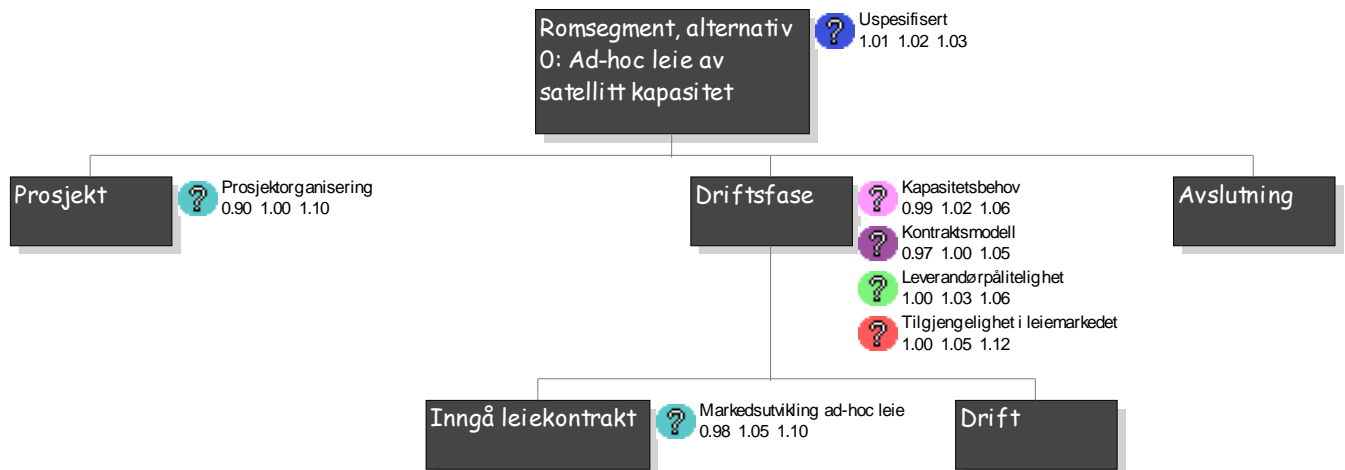 Romsegment, alternativ
0: Ad-hoc leie av
satellitt kapasitet
Uspesifisert
1.01 1.02 1.03
Prosjekt
Prosjektorganisering
0.90 1.00 1.10
Driftsfase
Kapasitetsbehov
0.99 1.02 1.06
Kontraktsmodell
0.97 1.00 1.05
Leverandørpålitelighet
1.00 1.03 1.06
Tilgjengelighet i leiemarkedet
1.00 1.05 1.12
Avslutning
Inngå leiekontrakt
Markedsutvikling ad-hoc leie
0.98 1.05 1.10
Drift